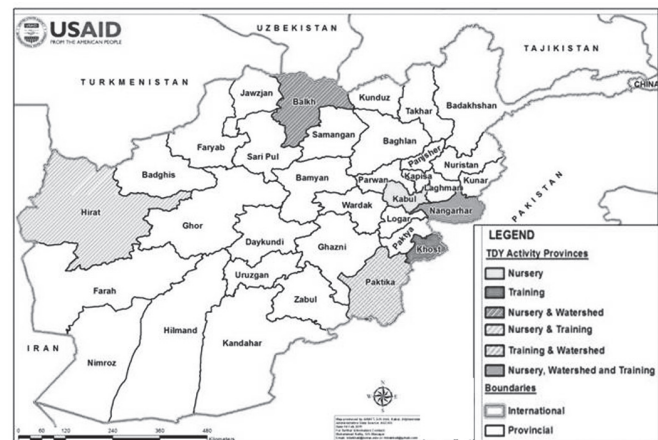 USAID
FROM THE AMERICAN PEOPLE
UZBEKISTAN
TAJIKISTAN
TURKMENISTAN
CHINA
Jawzjan
Balkh
Kunduz
Takhar
Badakhshan
Samangan
Baghlan
Faryab
Sari Pul
Panjsher
Nuristan
Badghis
Bamyan
Parwan
Kapisa
Laghman
Kunar
Kabul
PAKISTAN
Hirat
Wardak
Nangarhar
Ghor
Logar
Daykundi
Ghazni
Paktya
Khost
Uruzgan
Paktika
Farah
Zabul
Hilmand
IRAN
Kandahar
Nimroz
LEGEND
TDY Activity Provinces
Nursery
Training
Nursery & Watershed
Nursery & Training
Training & Watershed
Nursery, Watershed and Training
Boundaries
International
Provincial
N
W
E
S
0 60 120 240 360 480
Kilometers